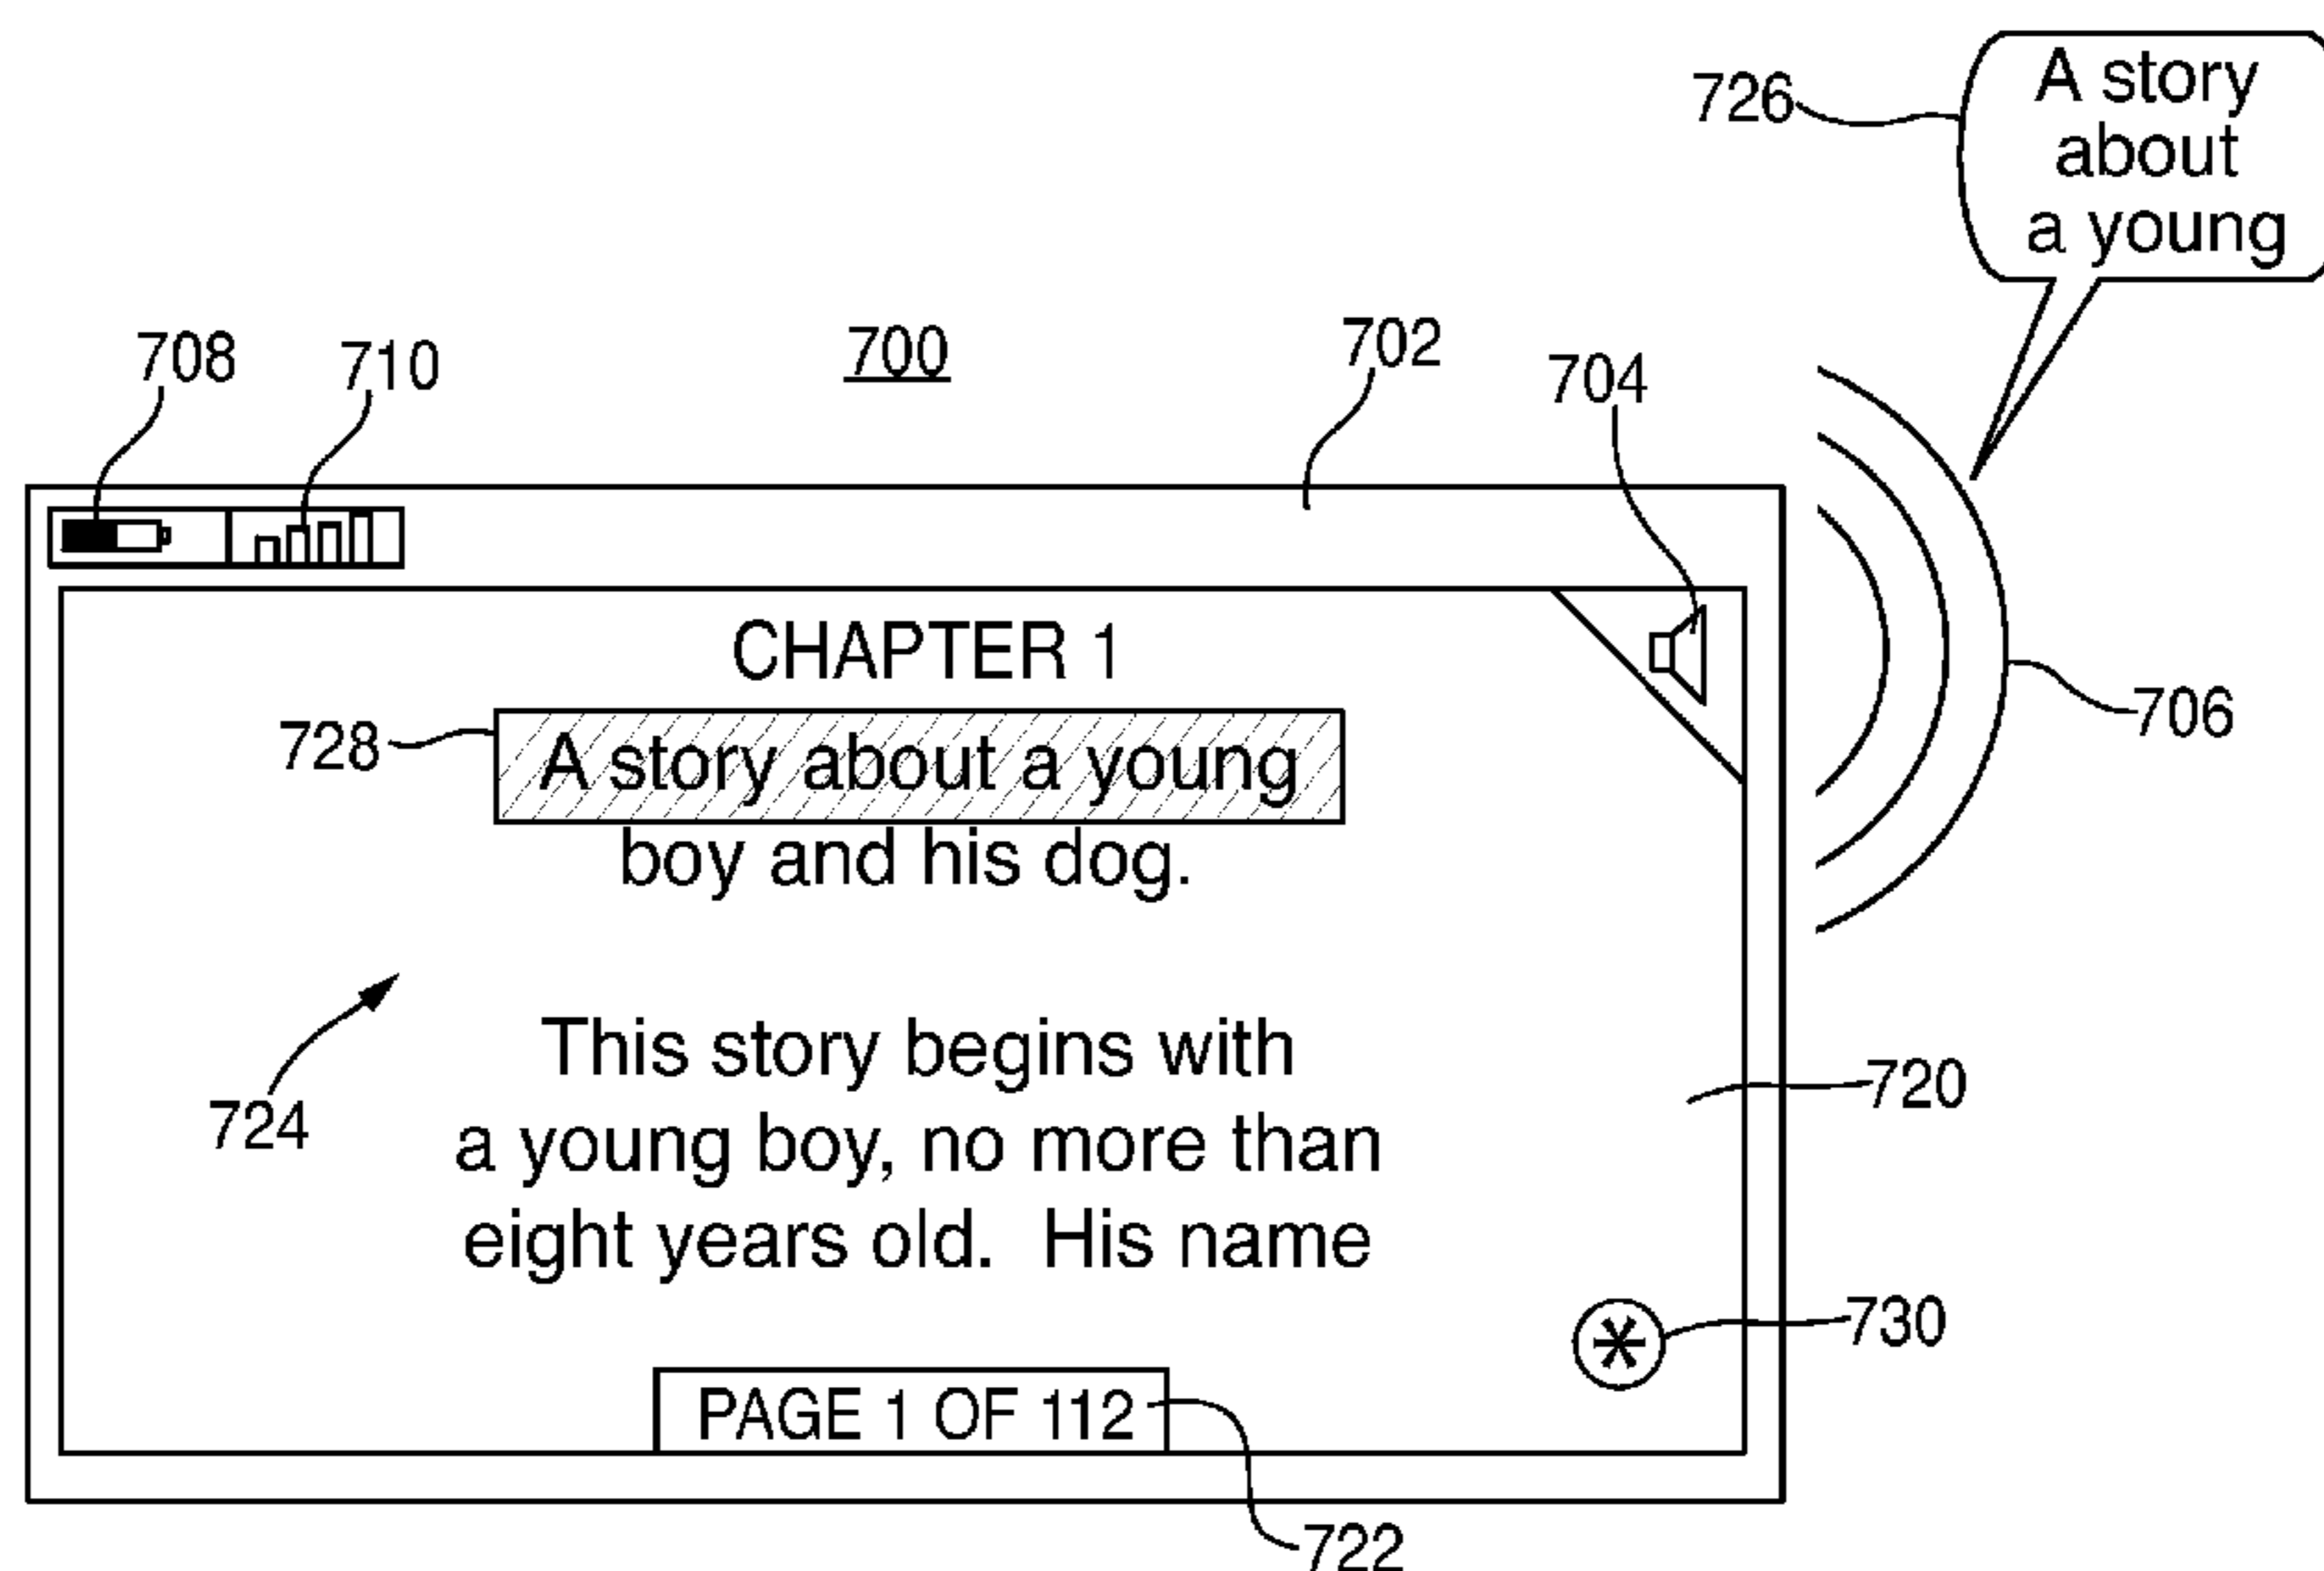 A story
about
a young
726
700
702
704
708
710
CHAPTER 1
728
A story about a young
boy and his dog.
706
724
This story begins with
a young boy, no more than
eight years old. His name
720
730
*
PAGE 1 OF 112
722